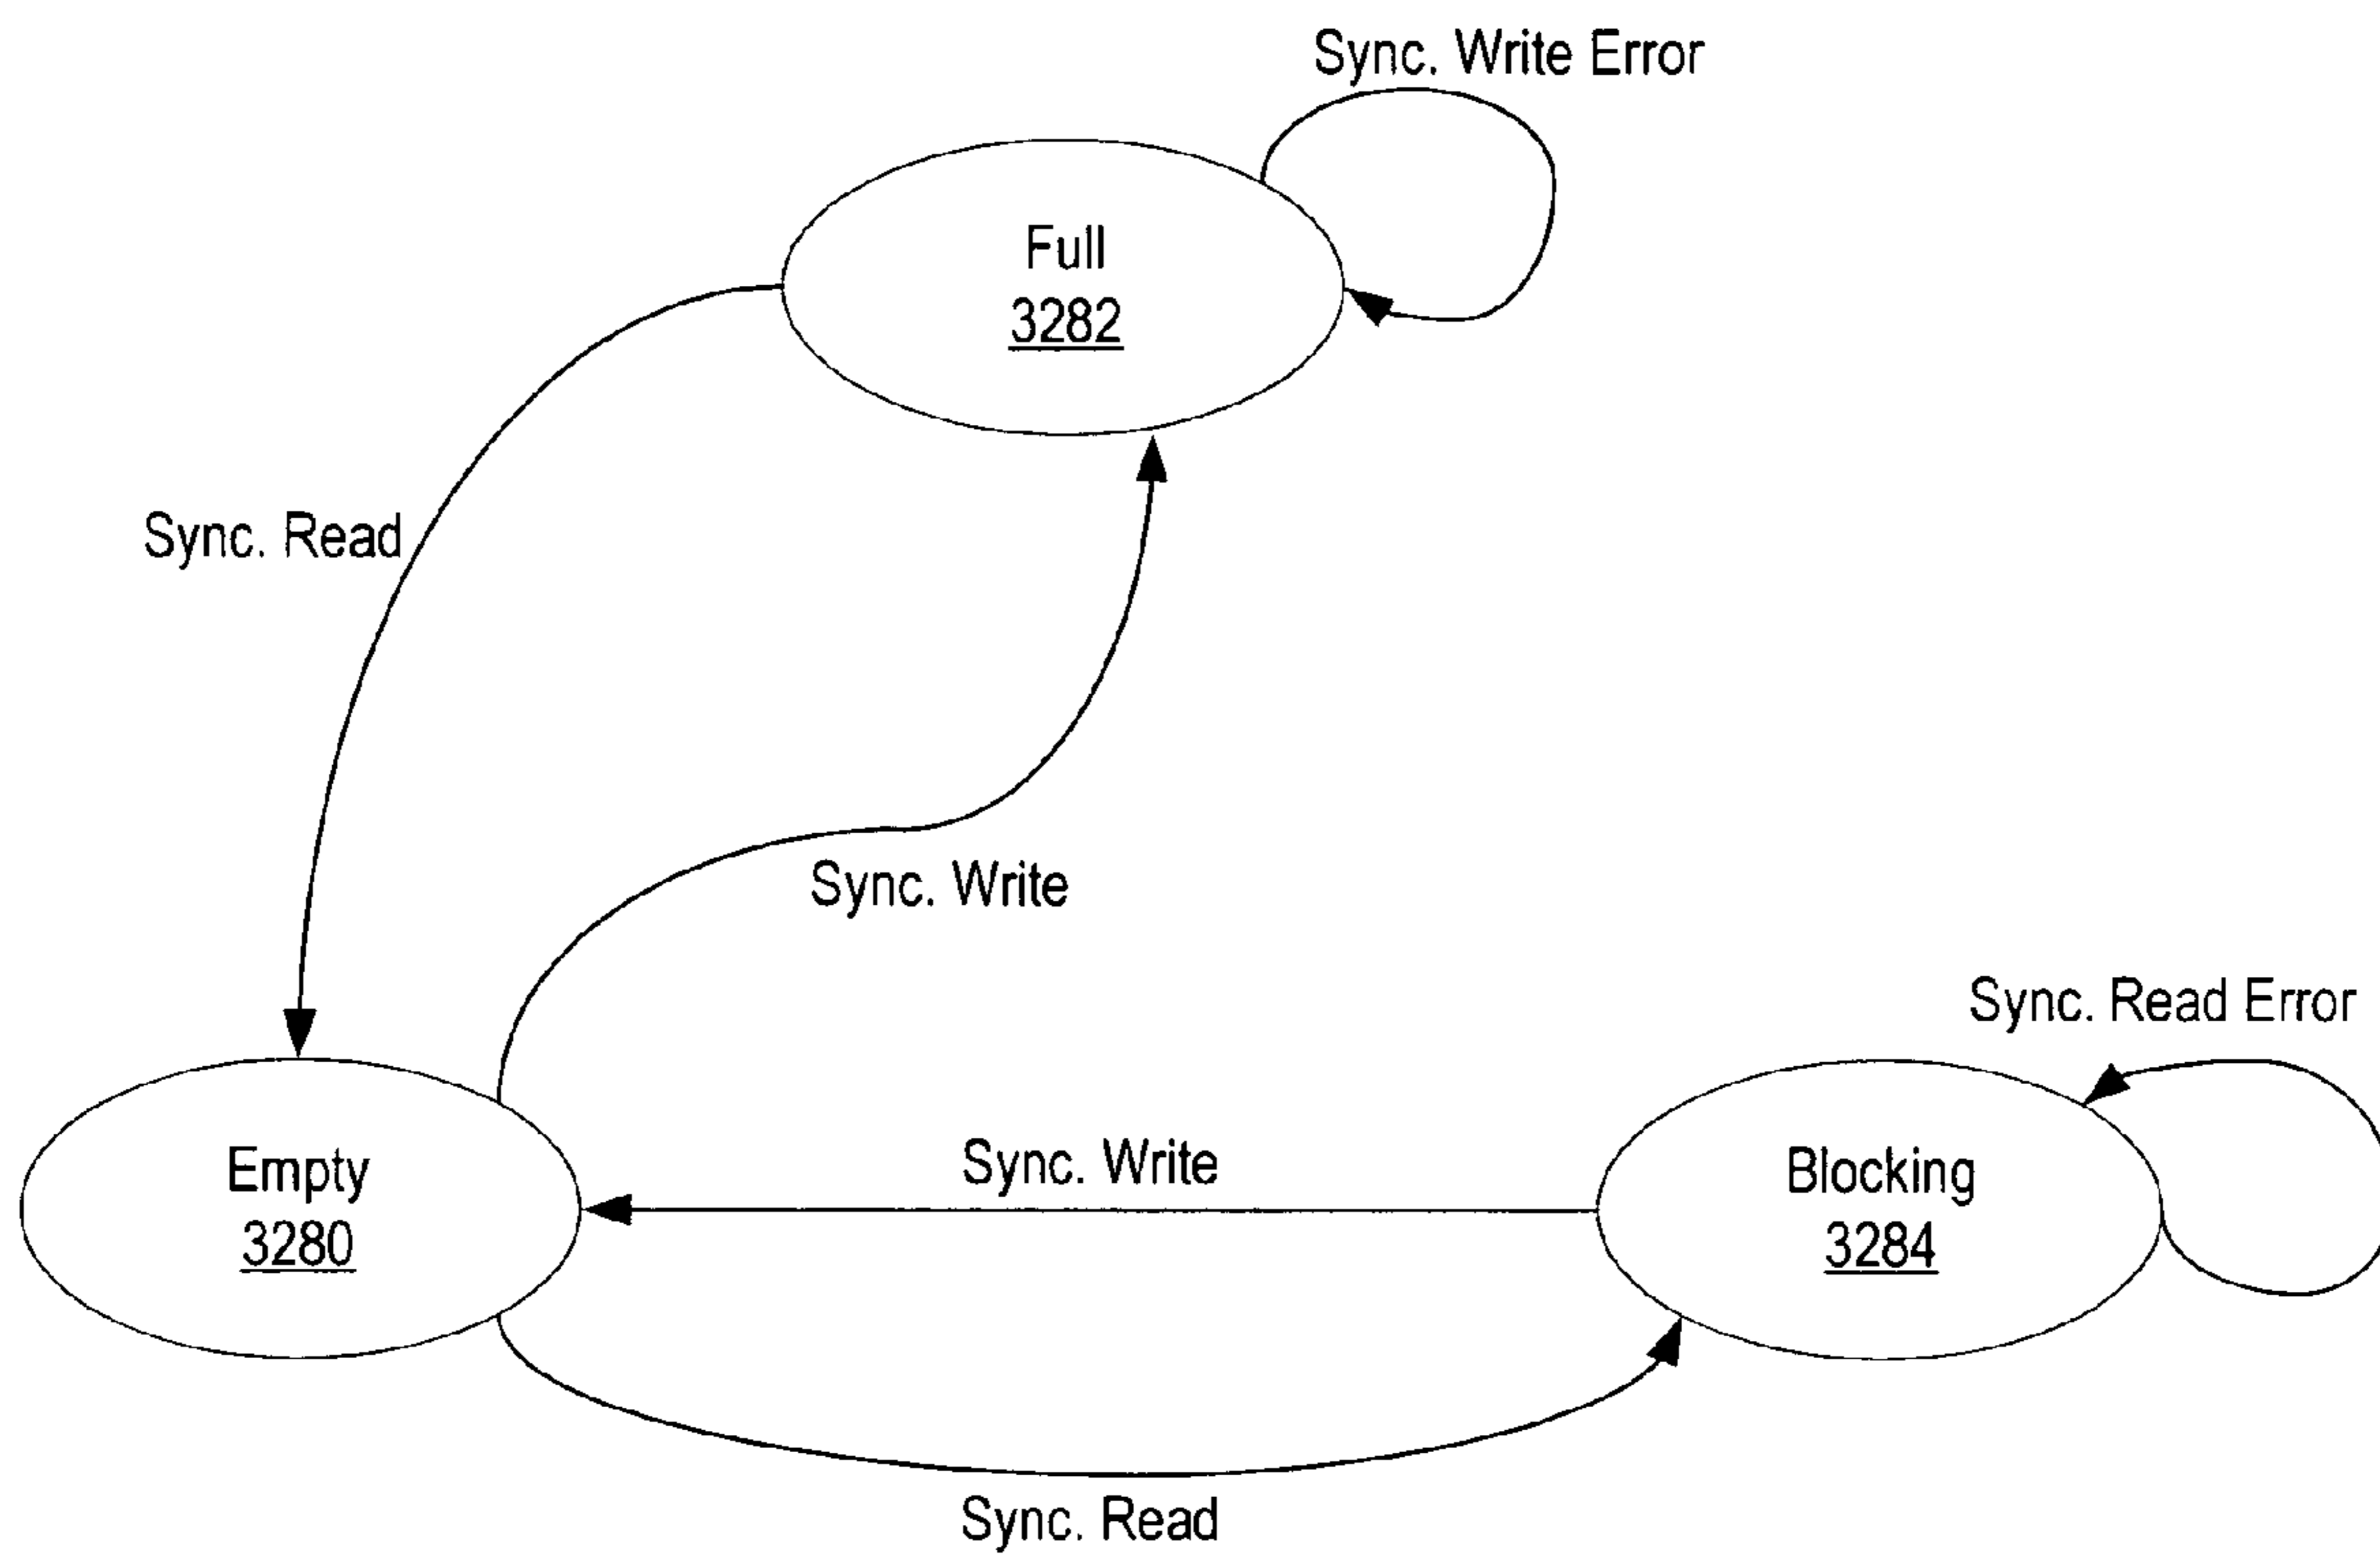 Sync. Write Error
Full
3282
Sync. Read
Sync. Write
Sync. Read Error
Sync. Write
Empty
3280
Blocking
3284
Sync. Read